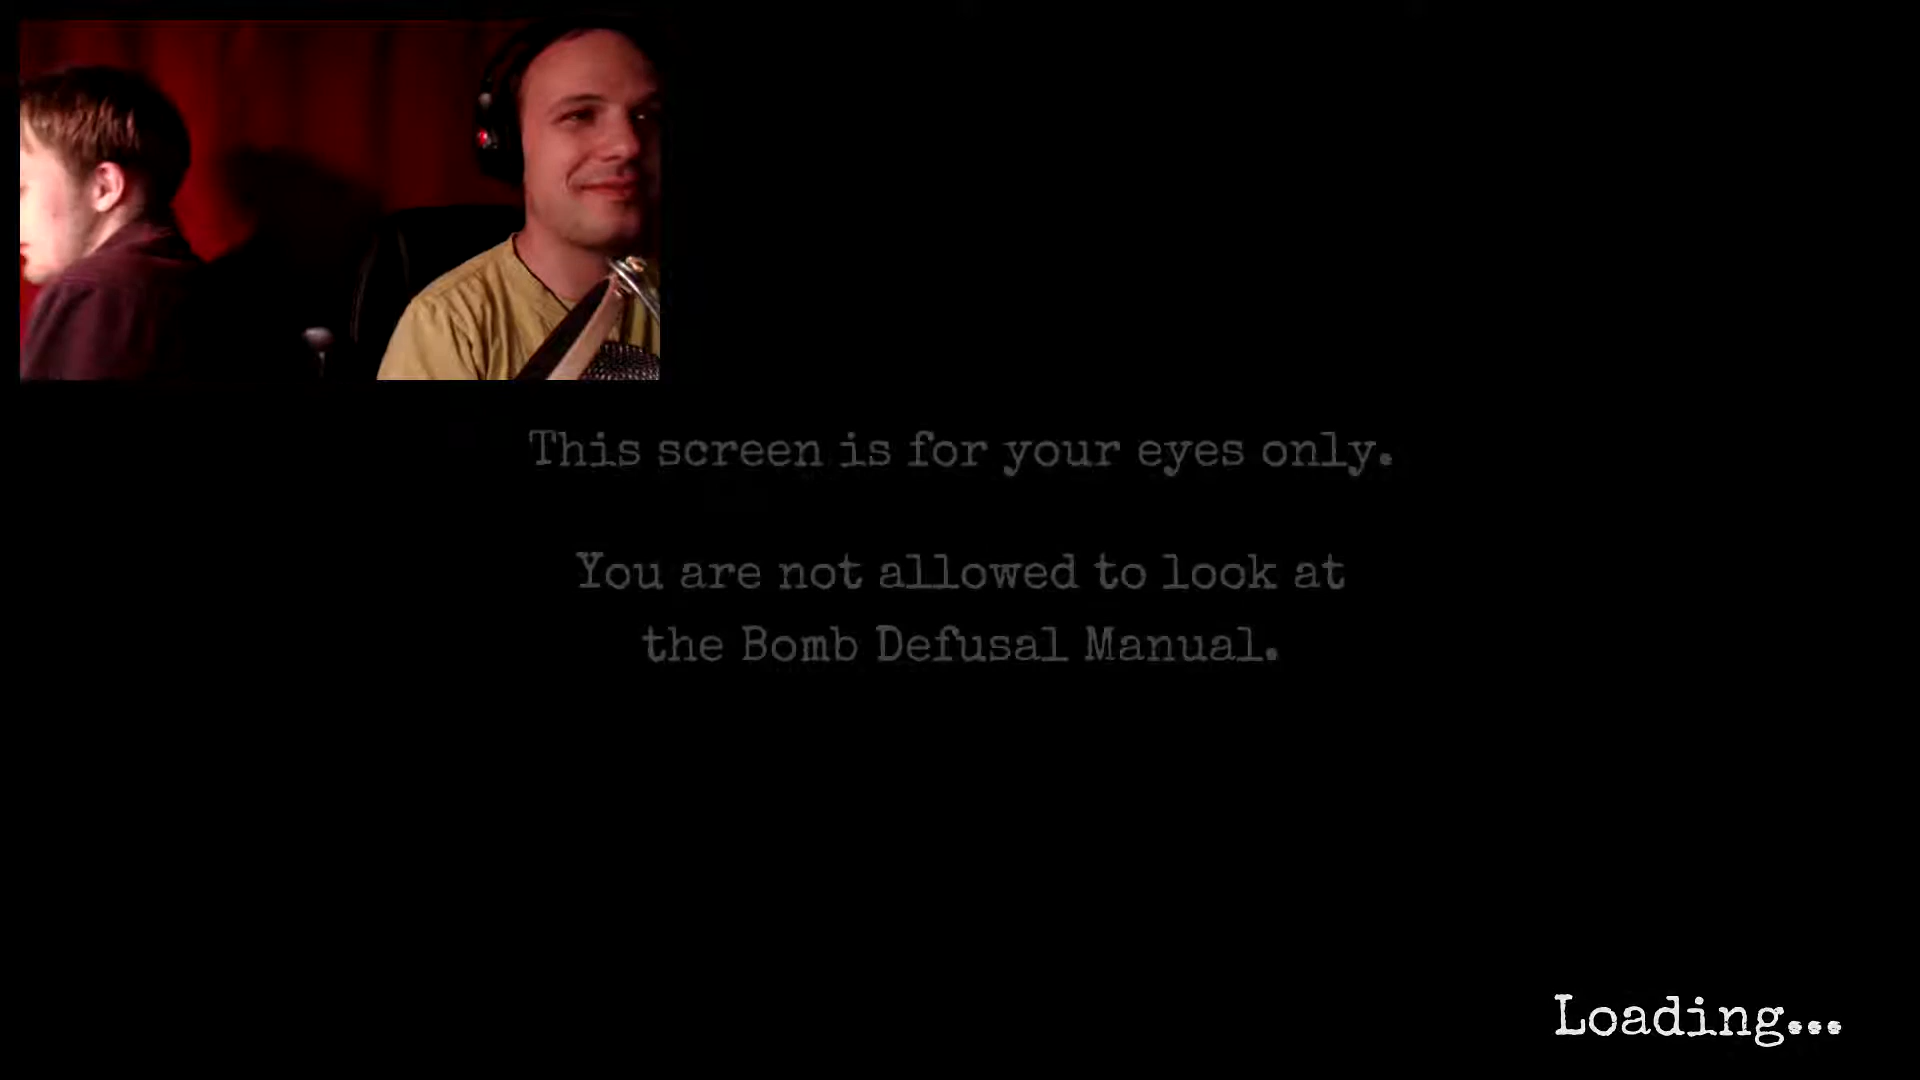 This screen is for your eyes only.
You are not allowed to look at
the Bomb Defusal Manual.
Loading...